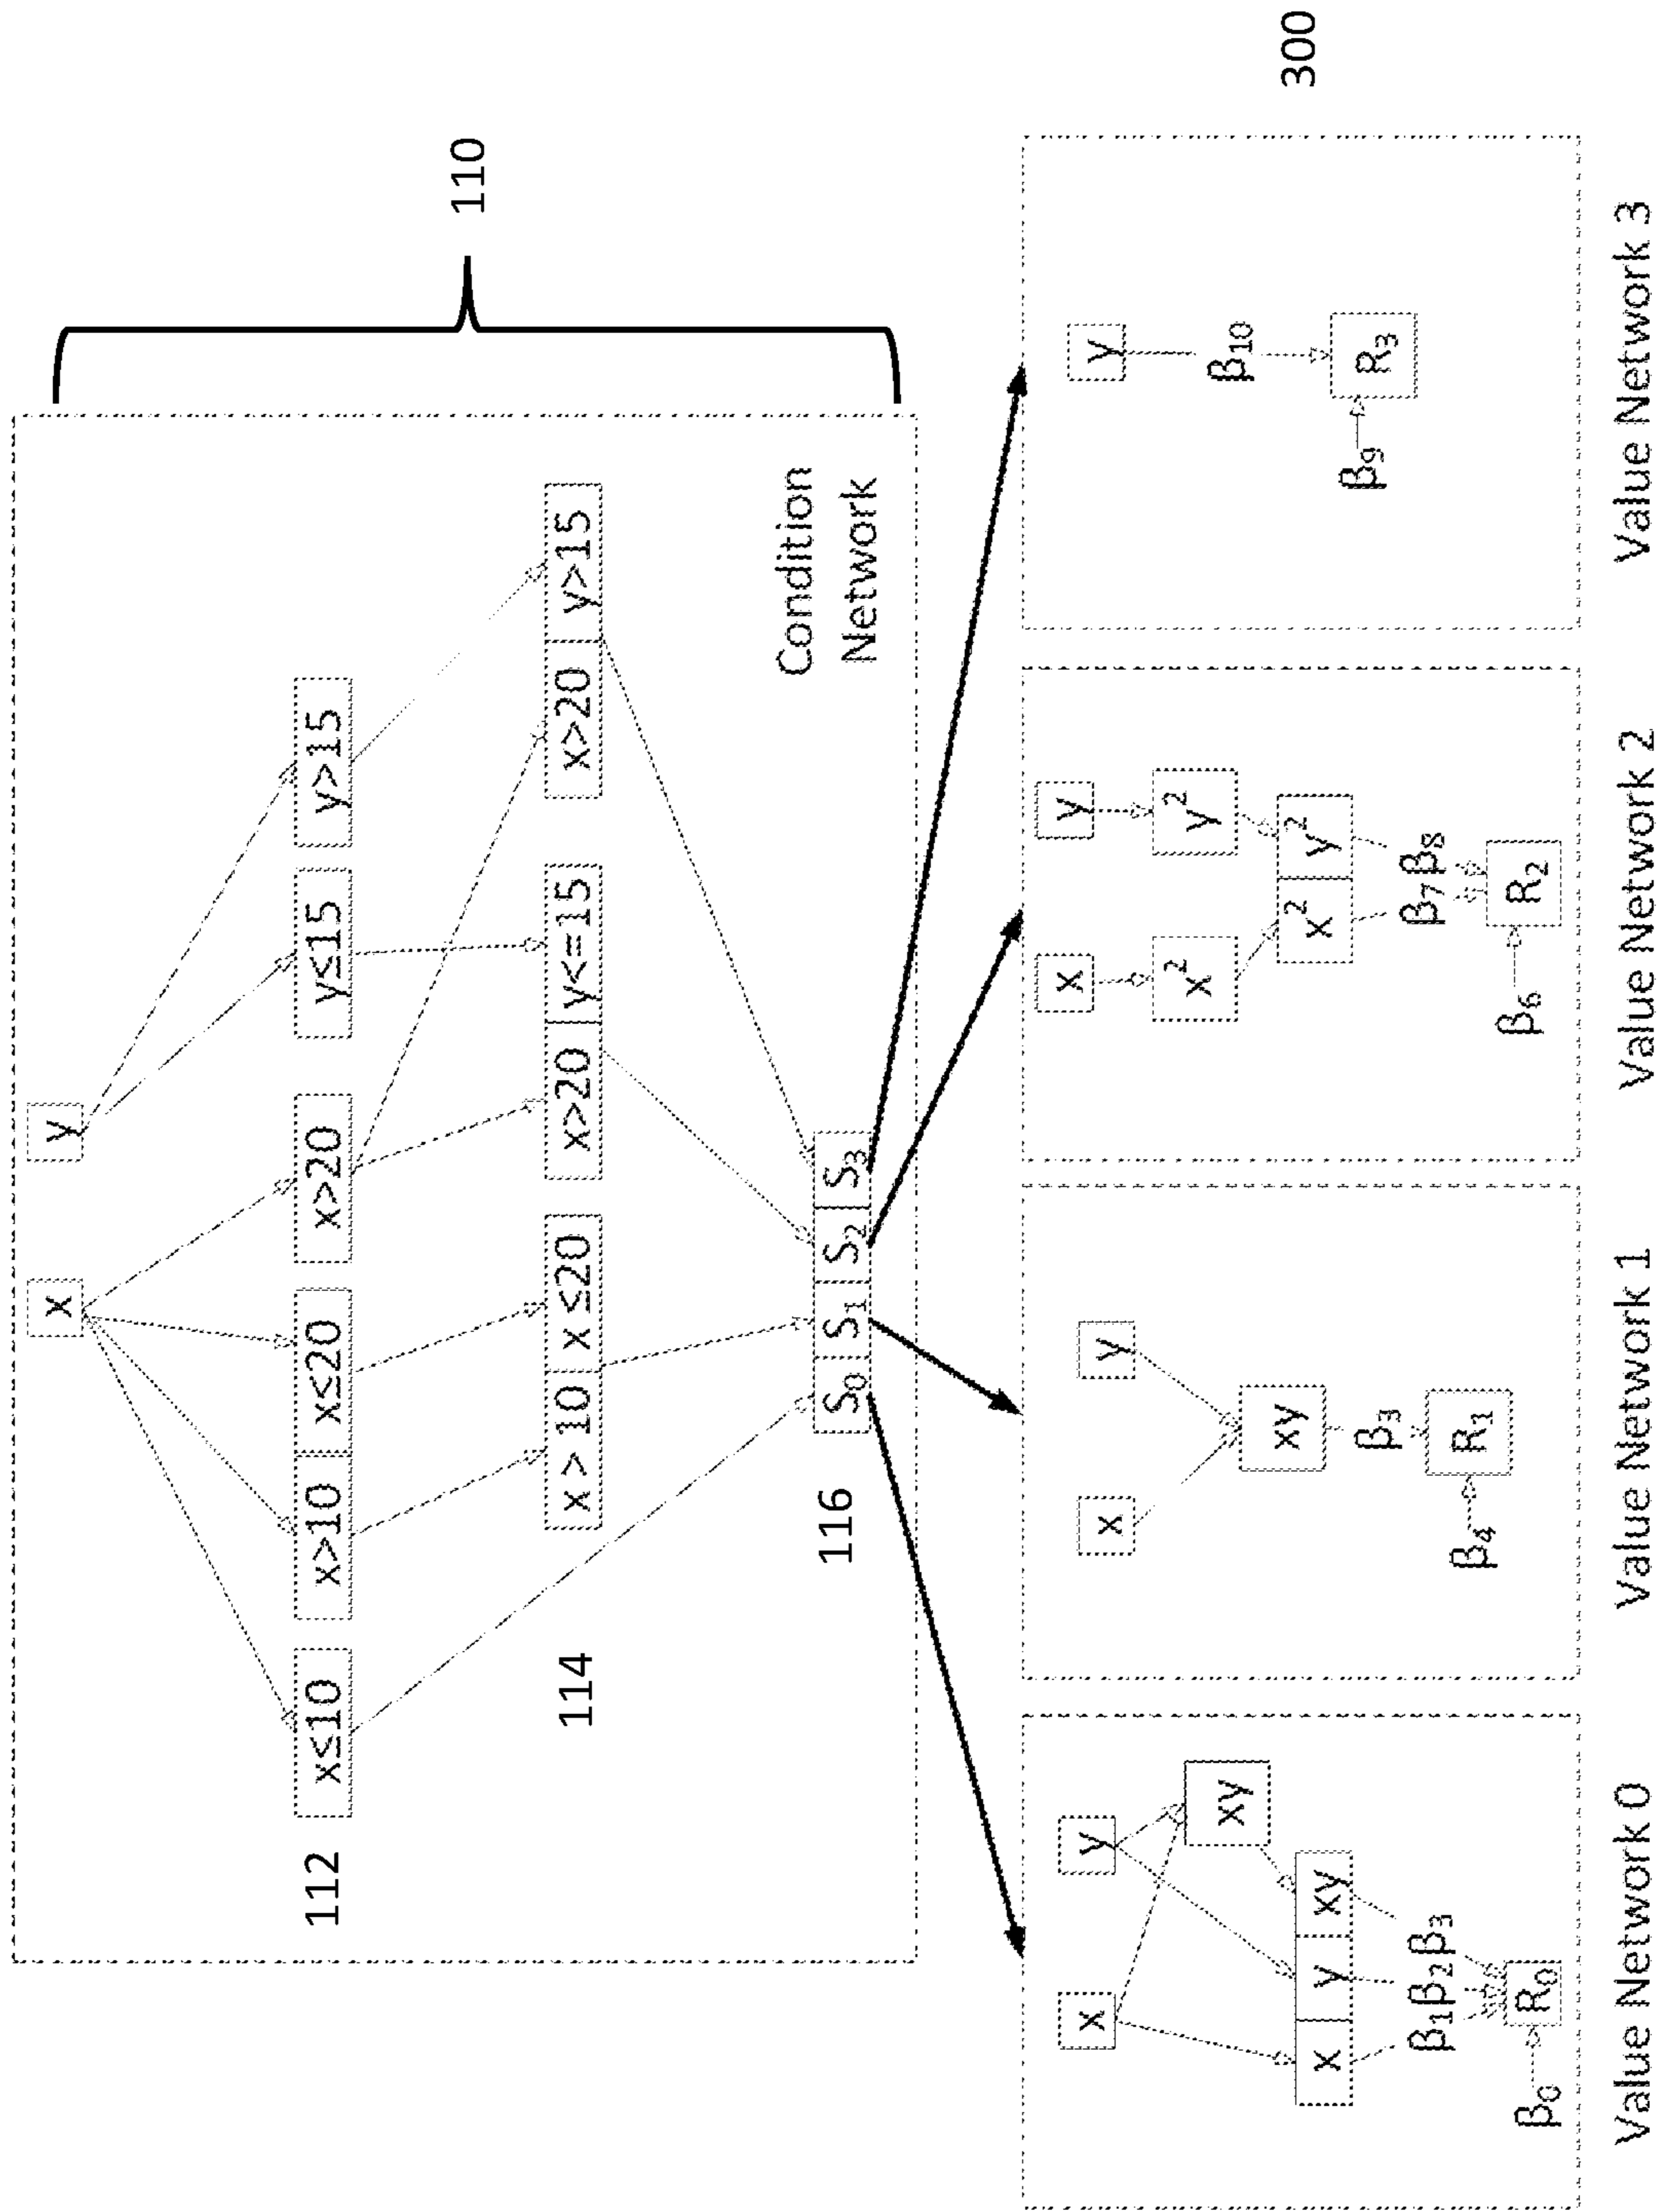 x y
112 x≤10 x>10 x≤20 x>20 y≤15 y>15
110
114 x > 10 x ≤20 x>20 y<=15 x>20 y>15
Condition
Network
116 S₀ S₁ S₂ S₃
300
x y
xy
x y xy
β₁β₂β₃
β₀ R₀
Value Network 0
x y
xy
β₃
β₄ R₁
Value Network 1
x y
x² y²
x² y²
β₇β₈
β₆ R₂
Value Network 2
y
β₁₀
β₉ R₃
Value Network 3